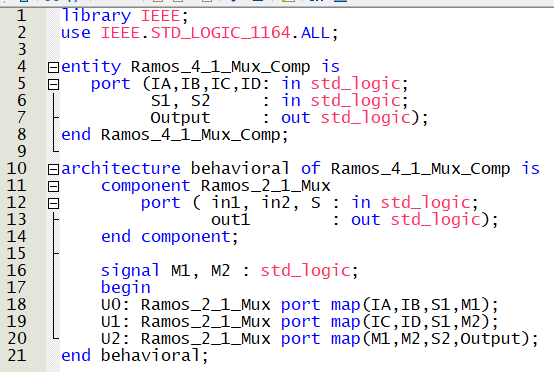 1 library IEEE;
2 use IEEE.STD_LOGIC_1164.ALL;
3
4 entity Ramos_4_1_Mux_Comp is
5 port (IA,IB,IC,ID: in std_logic;
6 S1, S2 : in std_logic;
7 Output : out std_logic);
8 end Ramos_4_1_Mux_Comp;
9
10 architecture behavioral of Ramos_4_1_Mux_Comp is
11 component Ramos_2_1_Mux
12 port ( in1, in2, S : in std_logic;
13 out1 : out std_logic);
14 end component;
15
16 signal M1, M2 : std_logic;
17 begin
18 U0: Ramos_2_1_Mux port map(IA,IB,S1,M1);
19 U1: Ramos_2_1_Mux port map(IC,ID,S1,M2);
20 U2: Ramos_2_1_Mux port map(M1,M2,S2,Output);
21 end behavioral;